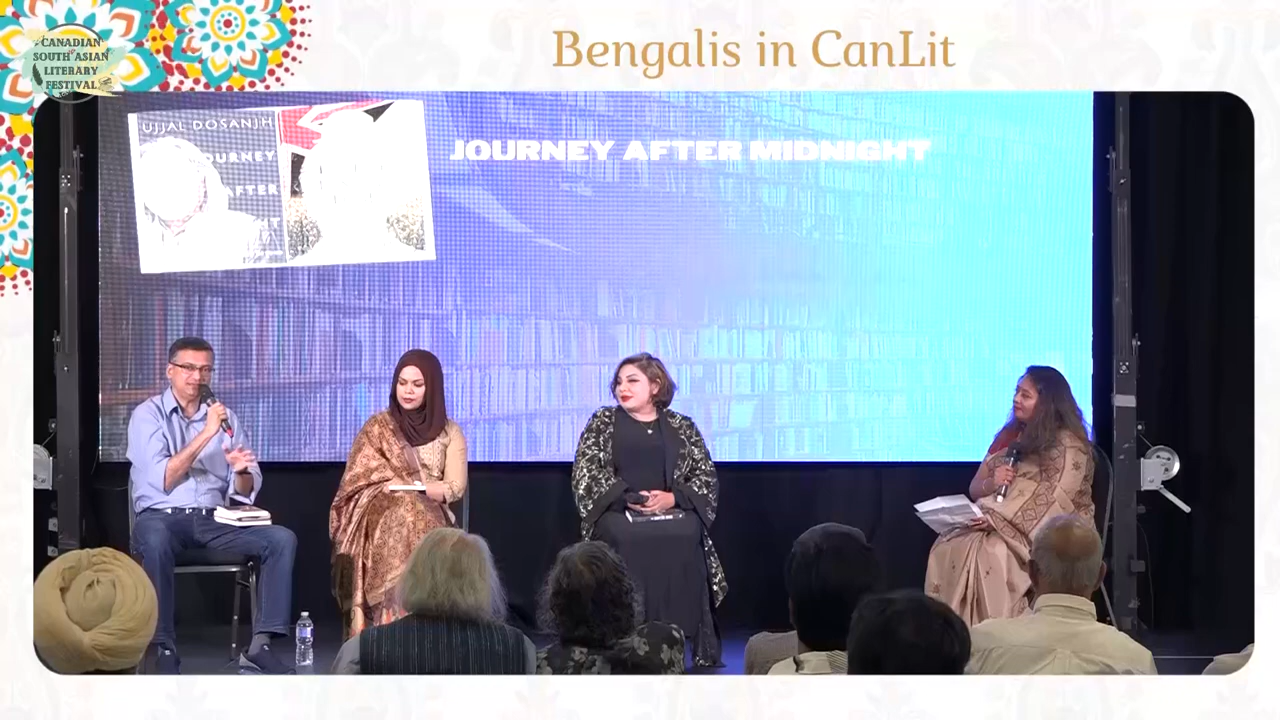 CANADIAN
SOUTH ASIAN
LITERARY
FESTIVAL
Bengalis in CanLit
UJJAL DOSANJH
JOURNEY
AFTER
JOURNEY AFTER MIDNIGHT